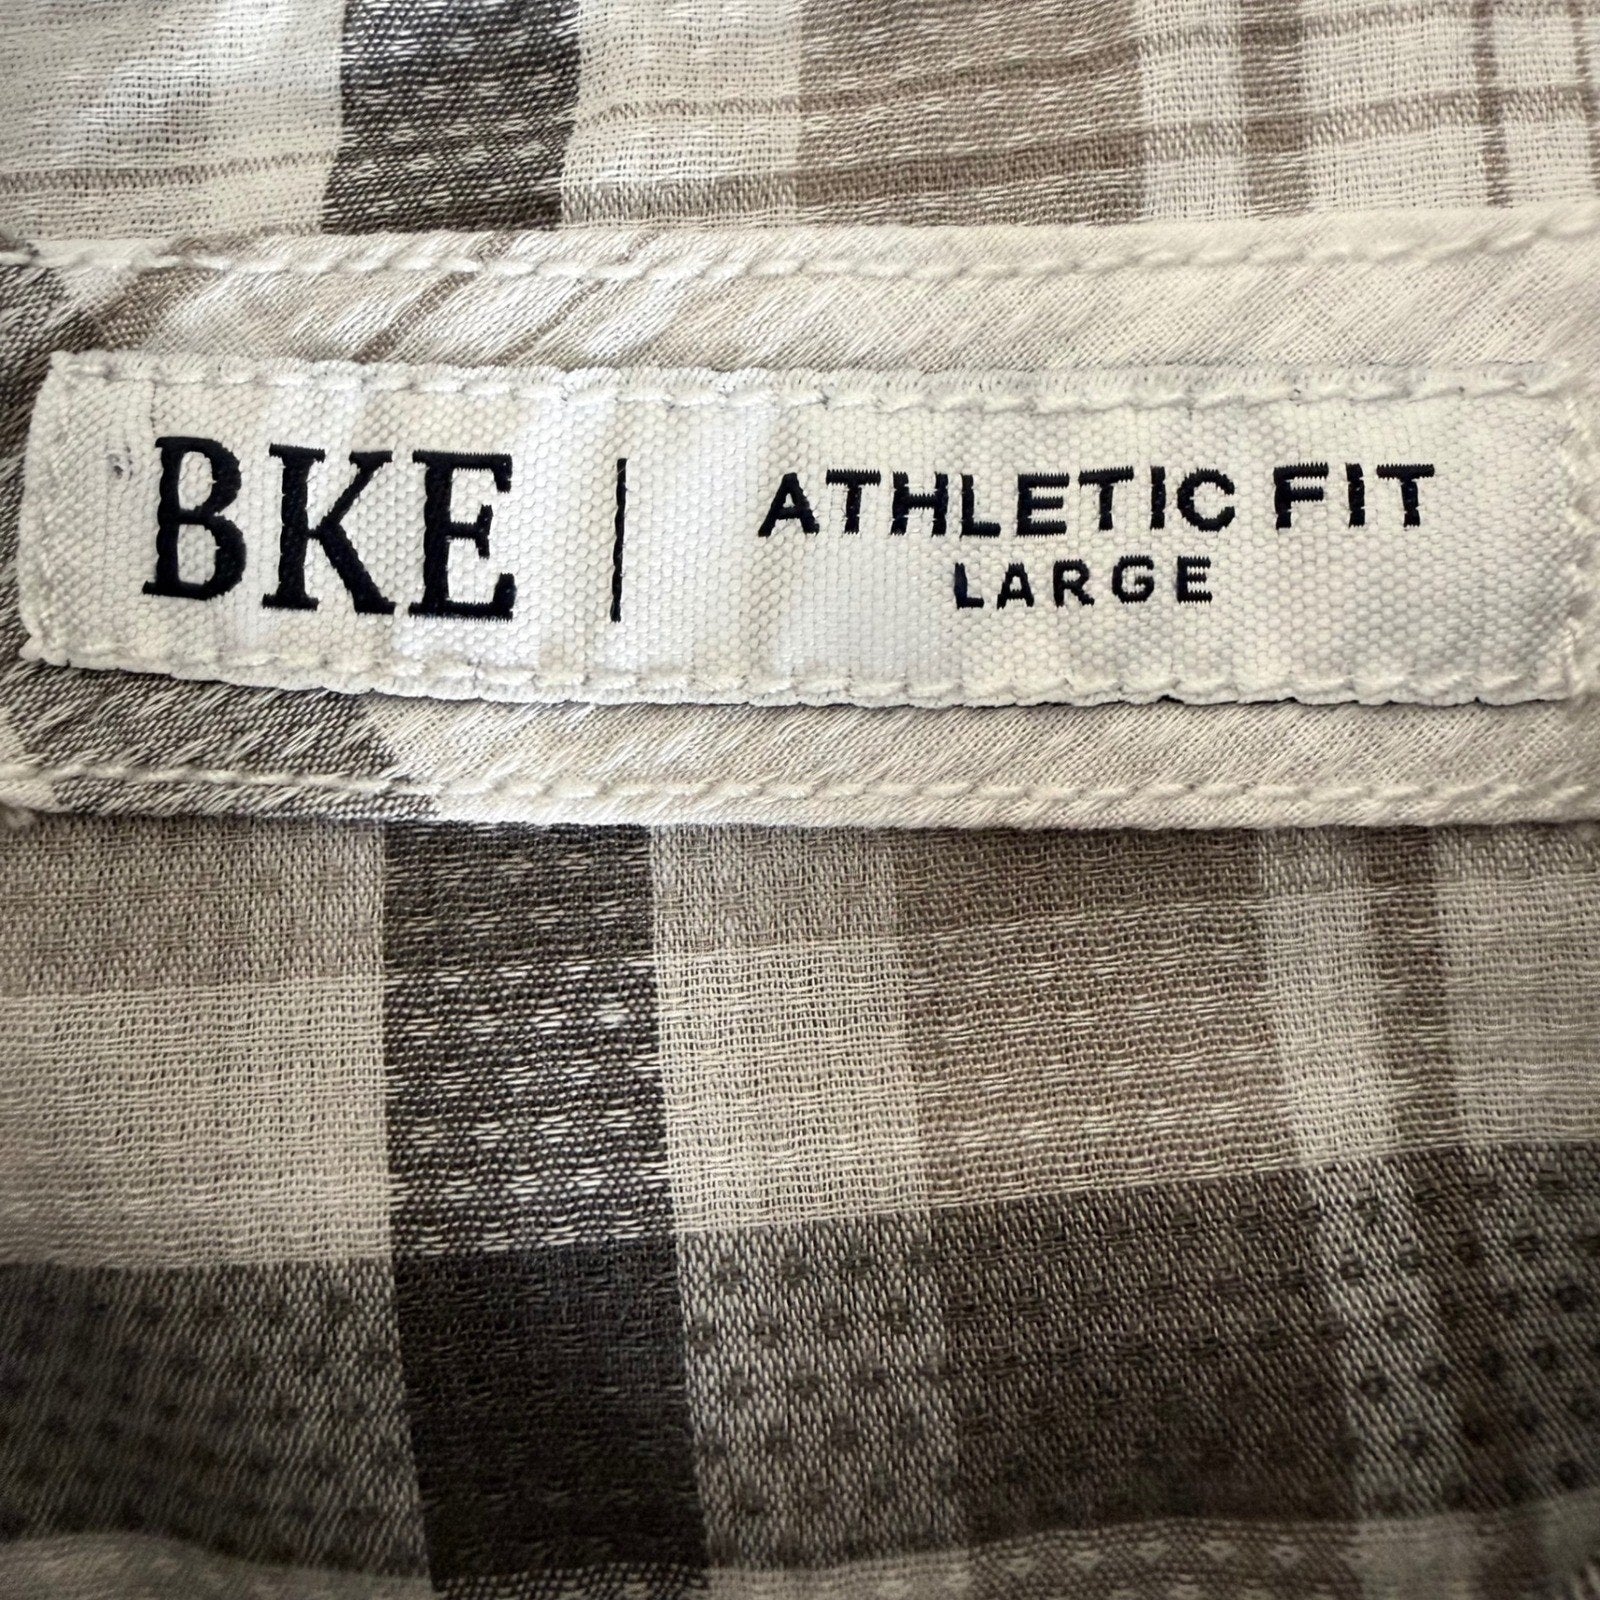 BKE | ATHLETIC FIT
LARGE